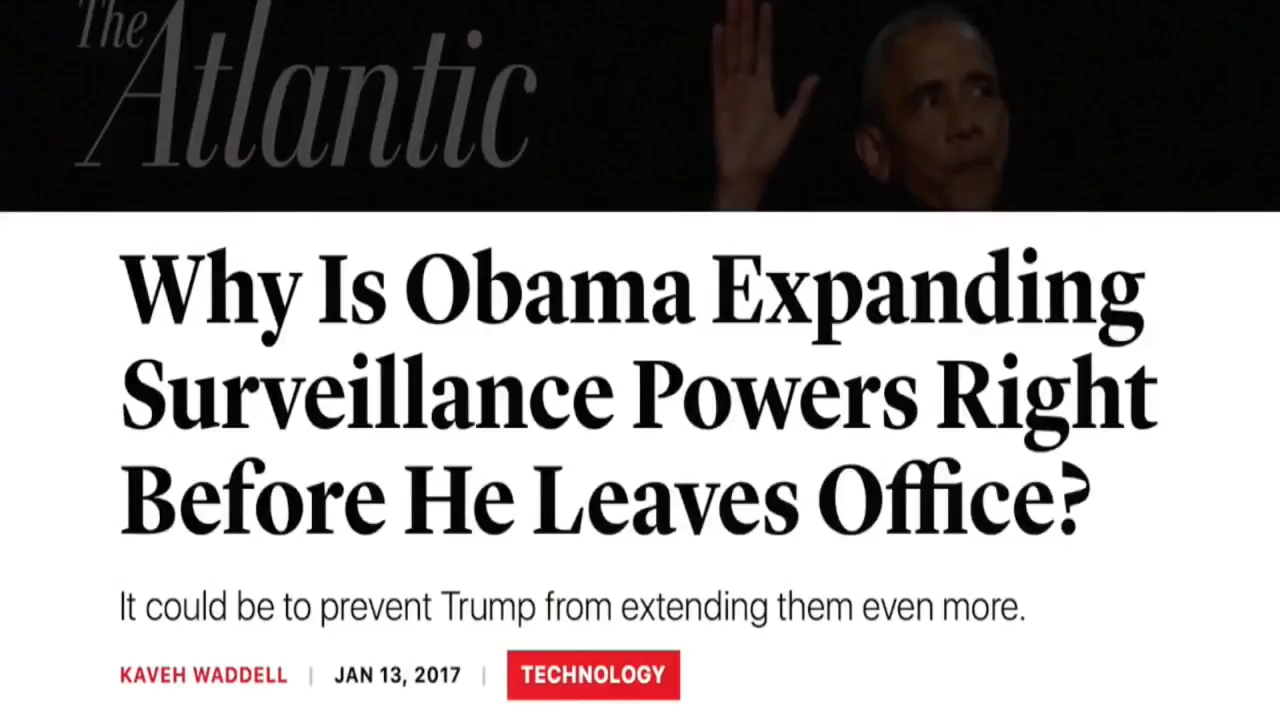 The
Atlantic
Why Is Obama Expanding
Surveillance Powers Right
Before He Leaves Office?
It could be to prevent Trump from extending them even more.
KAVEH WADDELL | JAN 13, 2017 | TECHNOLOGY